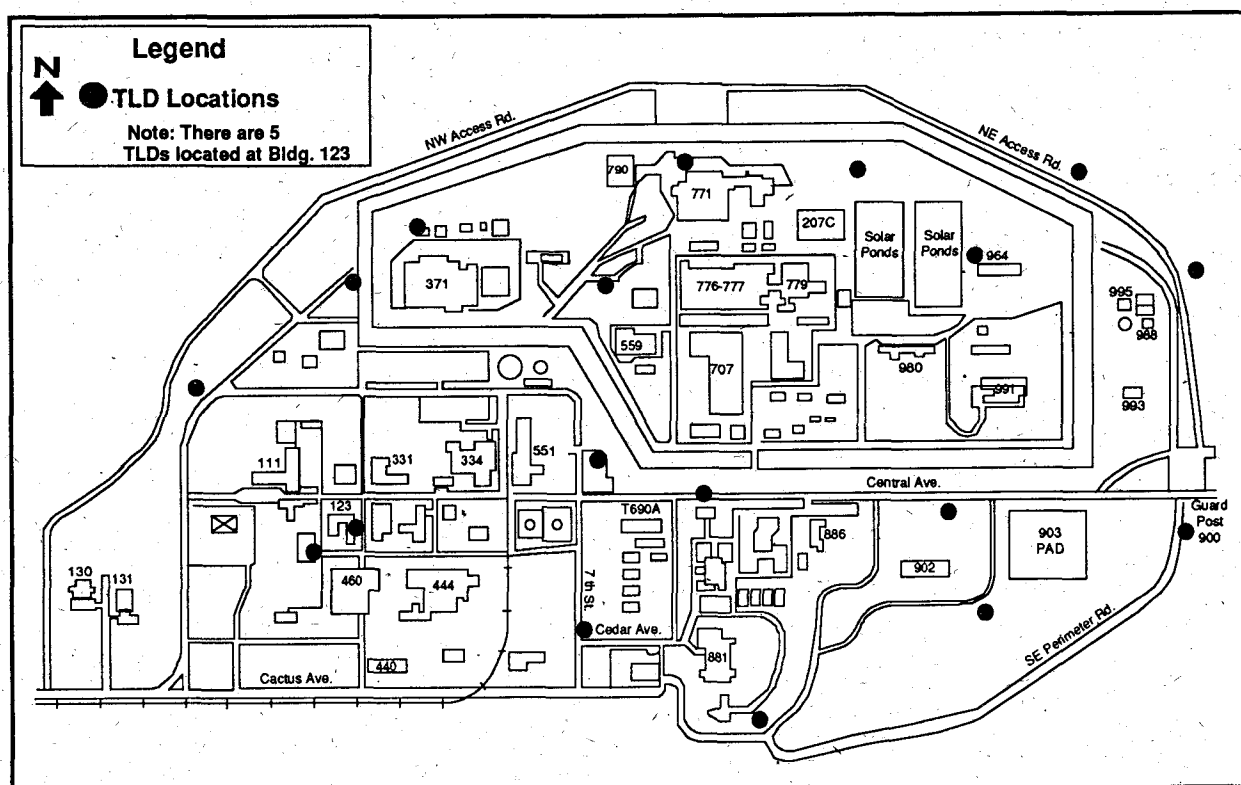 Legend
N
TLD Locations
Note: There are 5
TLDs located at Bldg. 123
NW Access Rd.
NE Access Rd.
790
771
207C
Solar
Ponds
Solar
Ponds
964
371
776-777
779
995
988
559
707
980
991
993
111
331
334
551
Central Ave.
123
T690A
886
903
PAD
Guard
Post
900
902
130
131
460
444
7 th St.
Cedar Ave.
SE Perimeter Rd.
881
440
Cactus Ave.